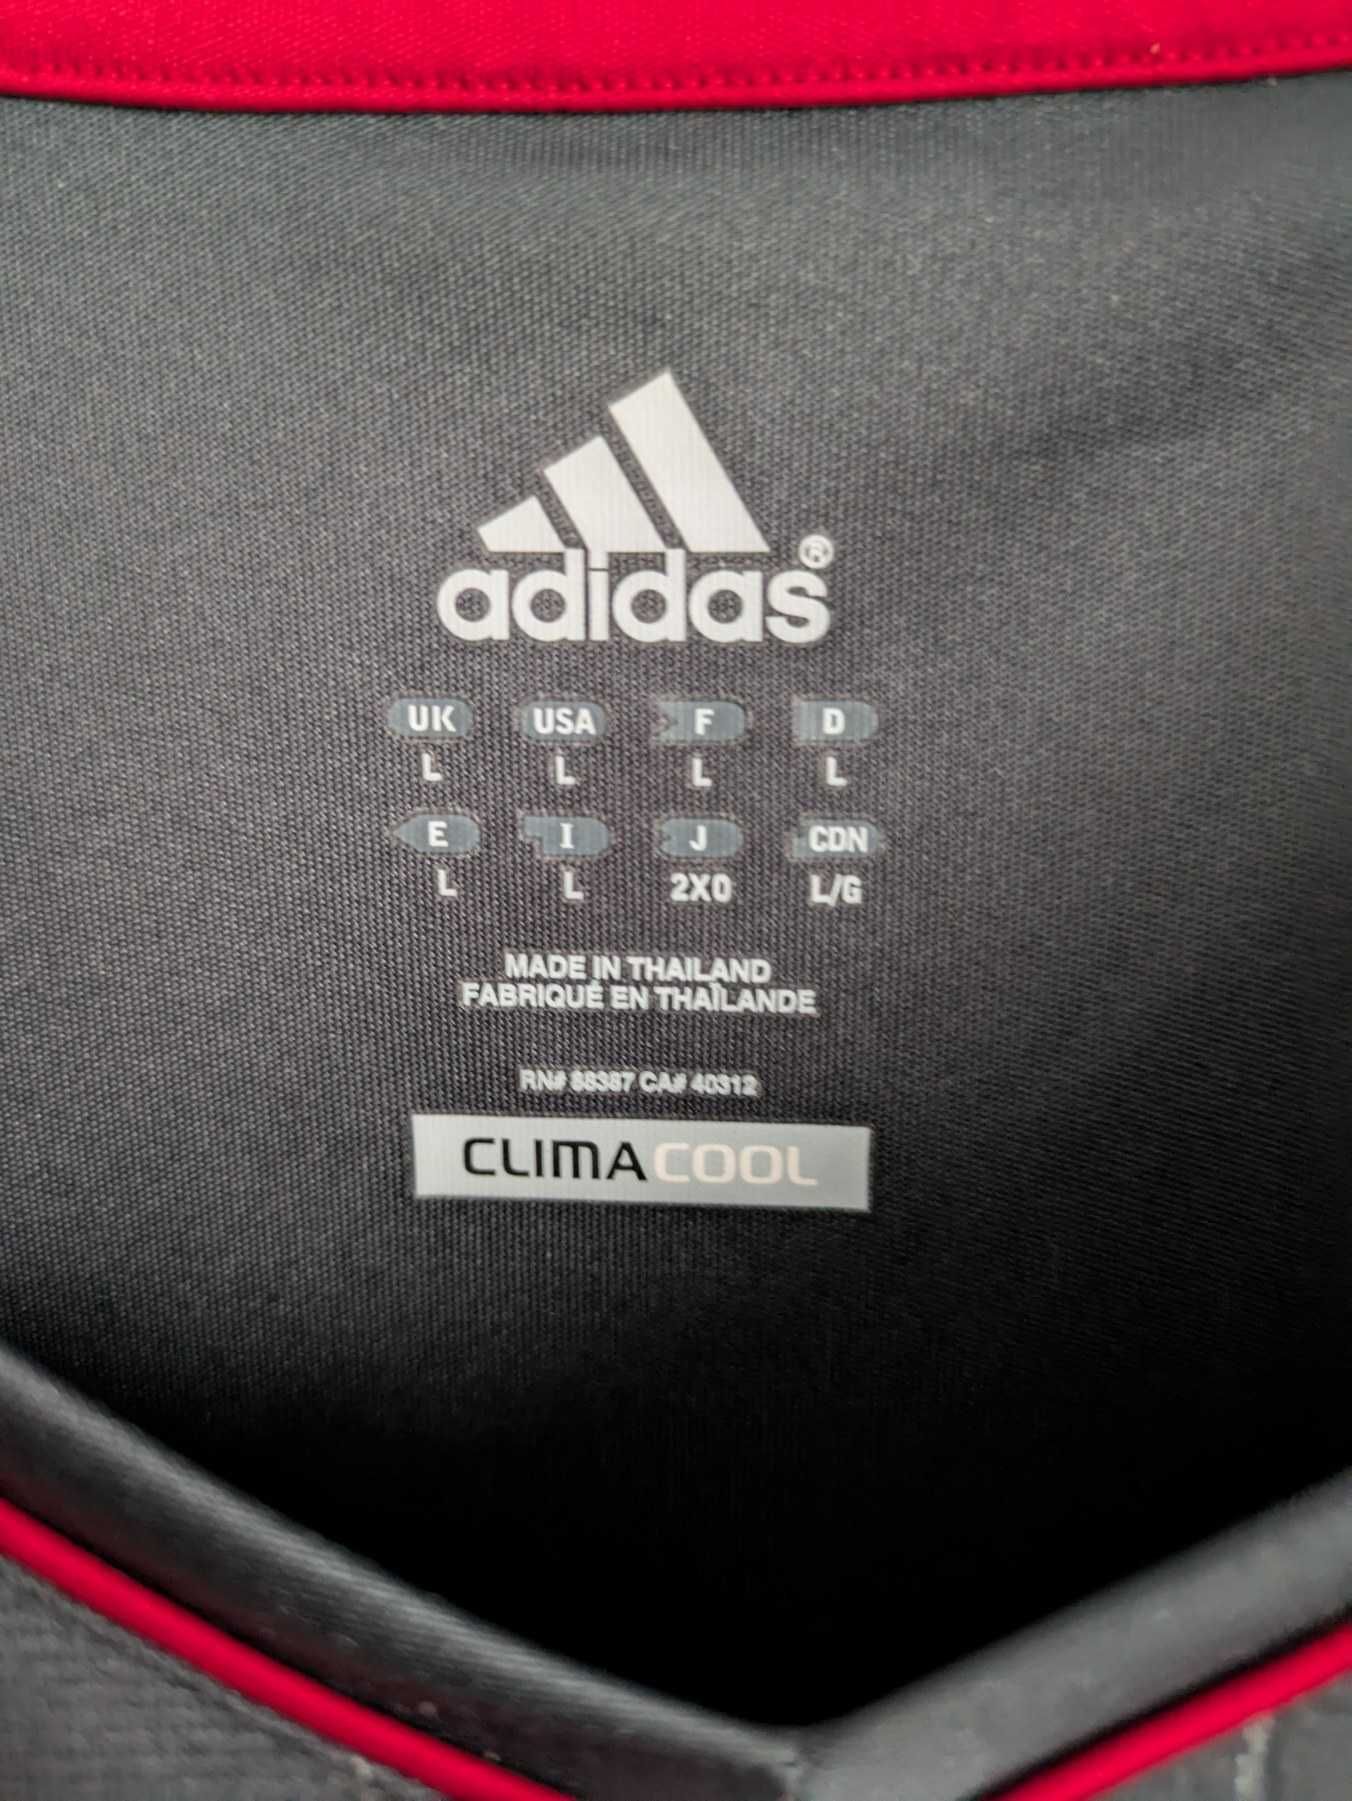 adidas®
UK USA F D
L L L L
E I J CDN
L L 2XO L/G
MADE IN THAILAND
FABRIQUÉ EN THAÏLANDE
RN# 88387 CA# 40312
CLIMACOOL